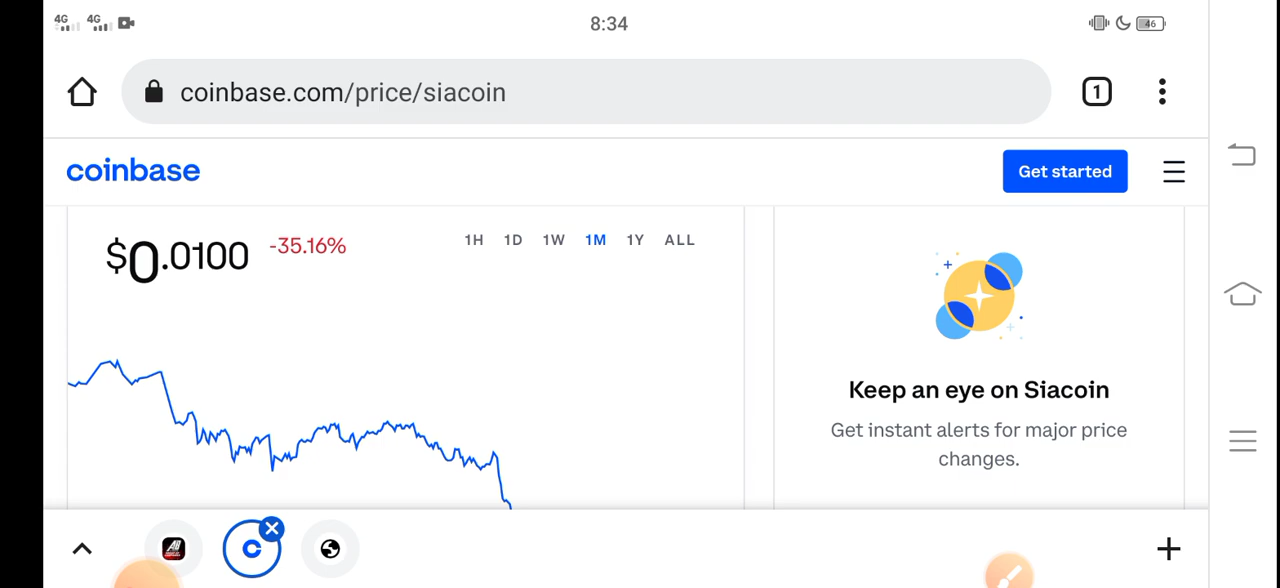 4G 4G 8:34 46
coinbase.com/price/siacoin 1
coinbase Get started
$0.0100 -35.16% 1H 1D 1W 1M 1Y ALL
Keep an eye on Siacoin
Get instant alerts for major price
changes.